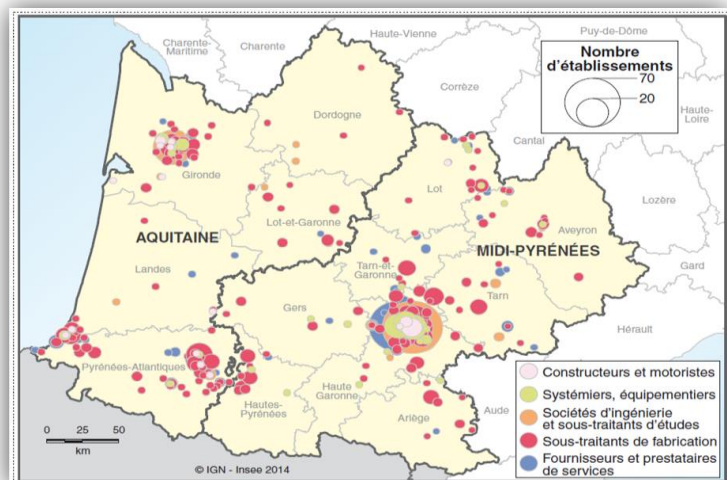 Charente-
Maritime
Charente
Haute-Vienne
Puy-de-Dôme
Nombre
d'établissements
70
20
Corrèze
Haute-
Loire
Dordogne
Cantal
Gironde
Lot
Lozère
Lot-et-Garonne
Aveyron
AQUITAINE
MIDI-PYRÉNÉES
Landes
Tarn-et-
Garonne
Gard
Tarn
Gers
Hérault
Pyrénées-Atlantiques
Haute
Garonne
Hautes-
Pyrénées
Ariège
Aude
Constructeurs et motoristes
Systémiers, équipementiers
Sociétés d'ingénierie
et sous-traitants d'études
Sous-traitants de fabrication
Fournisseurs et prestataires
de services
0 25 50
km
© IGN - Insee 2014